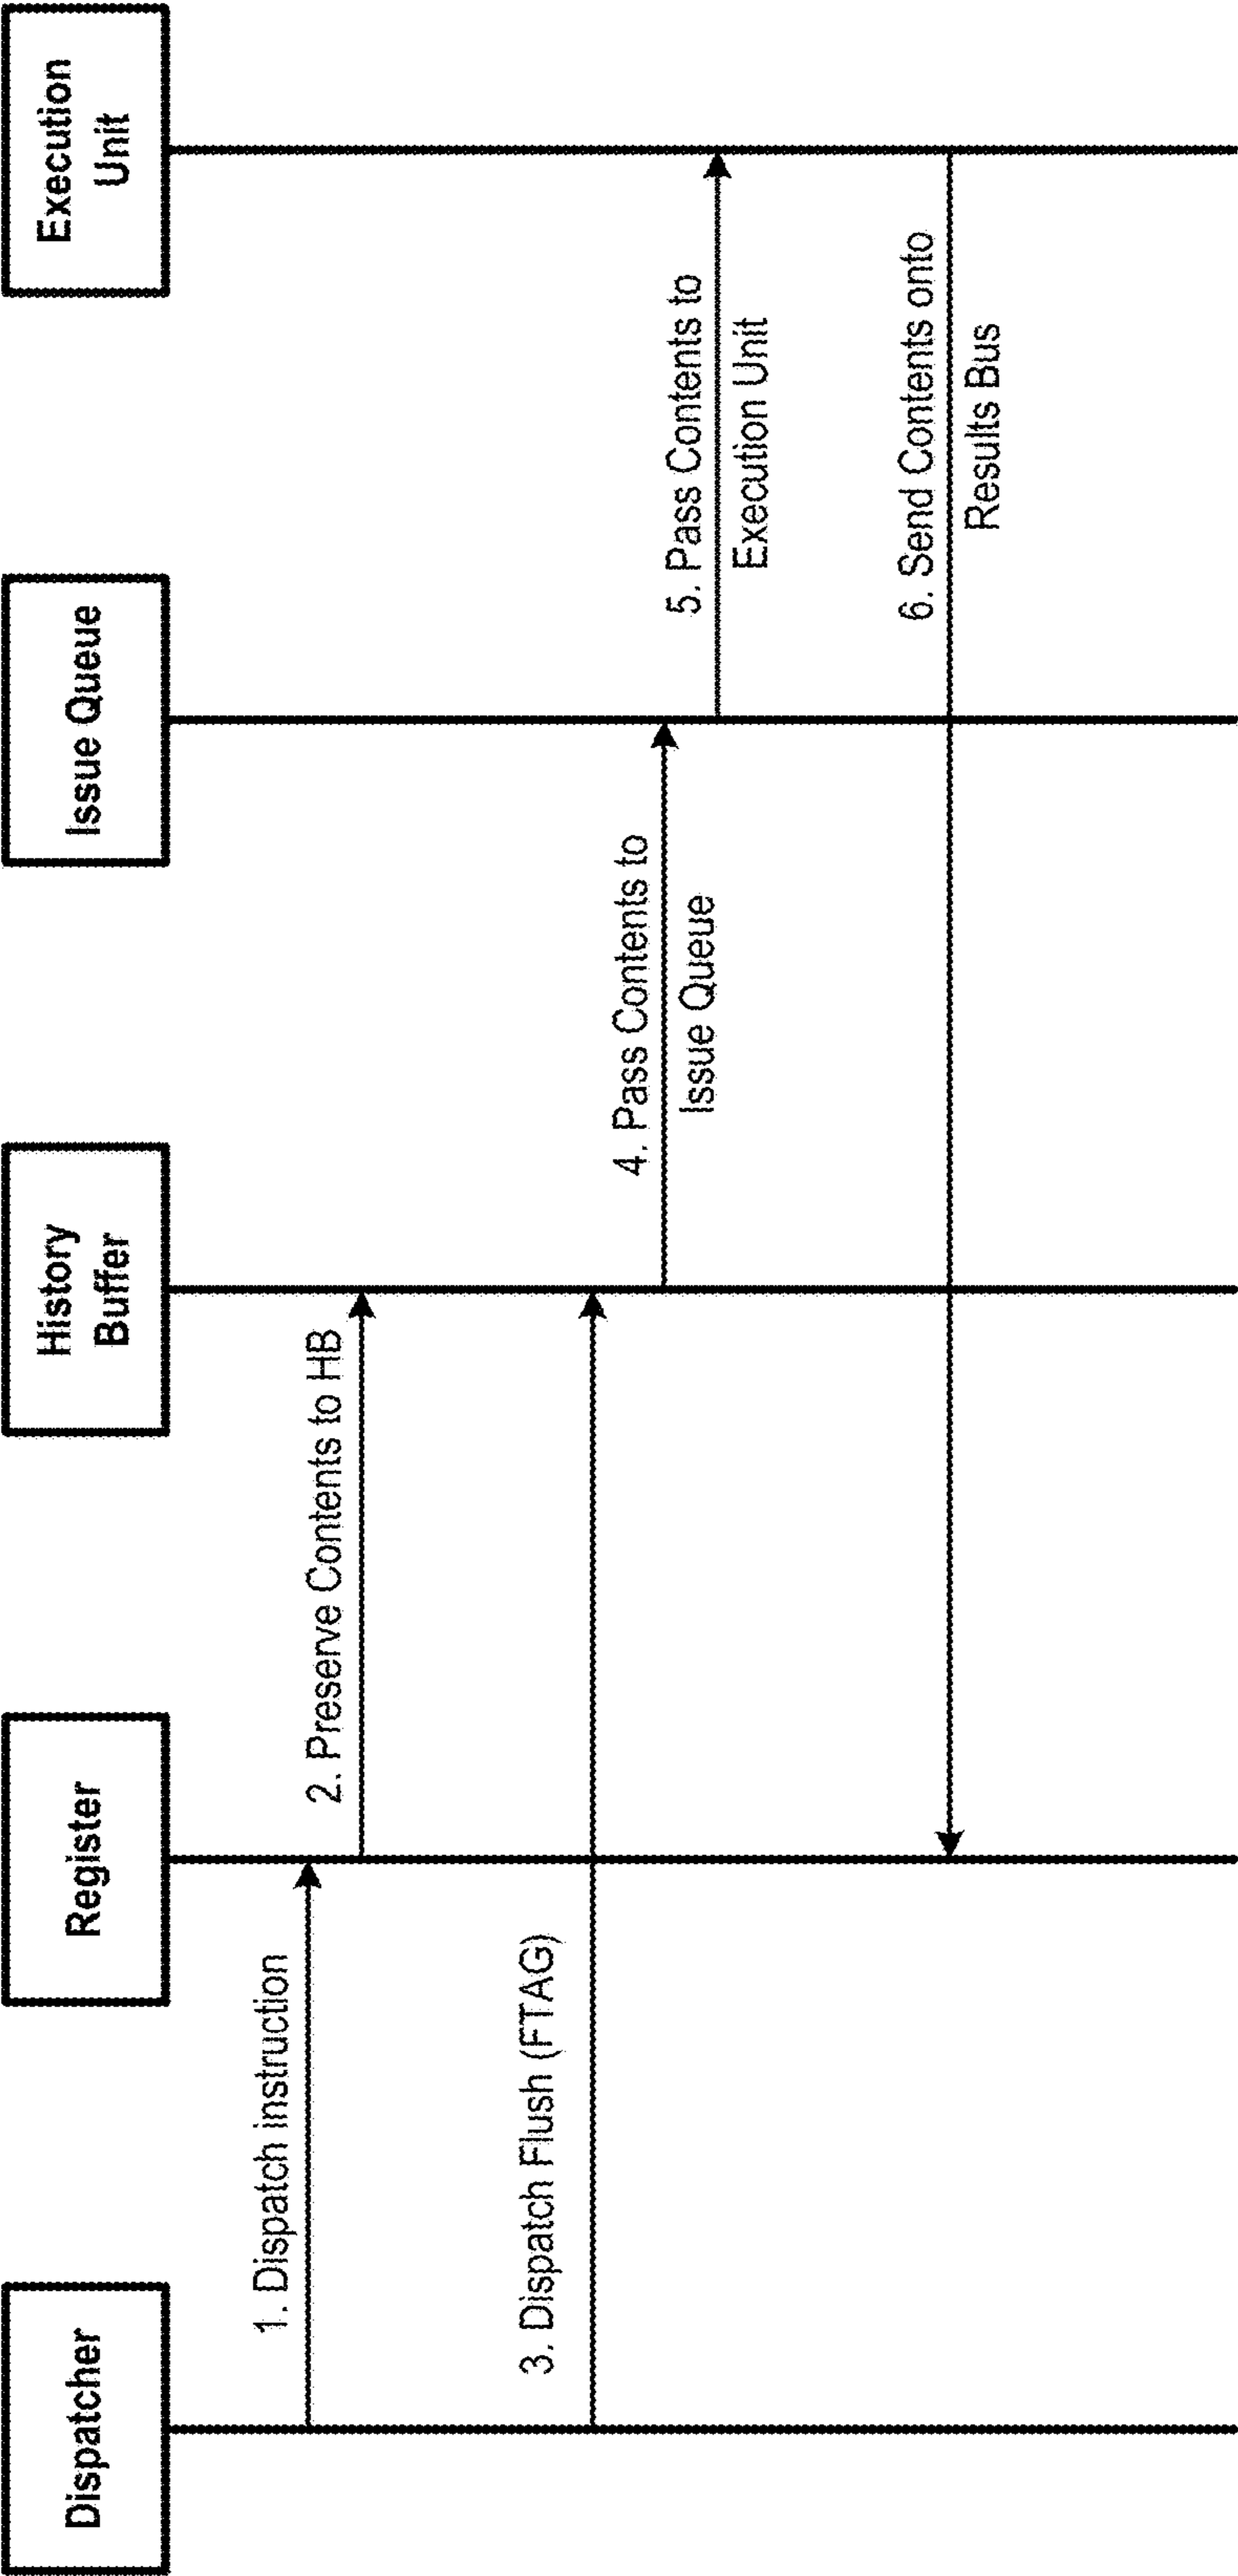 Dispatcher
Register
History
Buffer
Issue Queue
Execution
Unit
1. Dispatch instruction
2. Preserve Contents to HB
3. Dispatch Flush (FTAG)
4. Pass Contents to
Issue Queue
5. Pass Contents to
Execution Unit
6. Send Contents onto
Results Bus